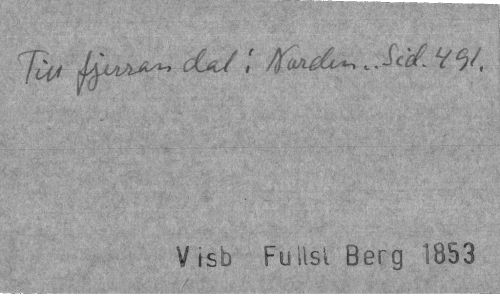 Till fjerran dal i Norden.. Sid. 491.
Visb Fullst Berg 1853